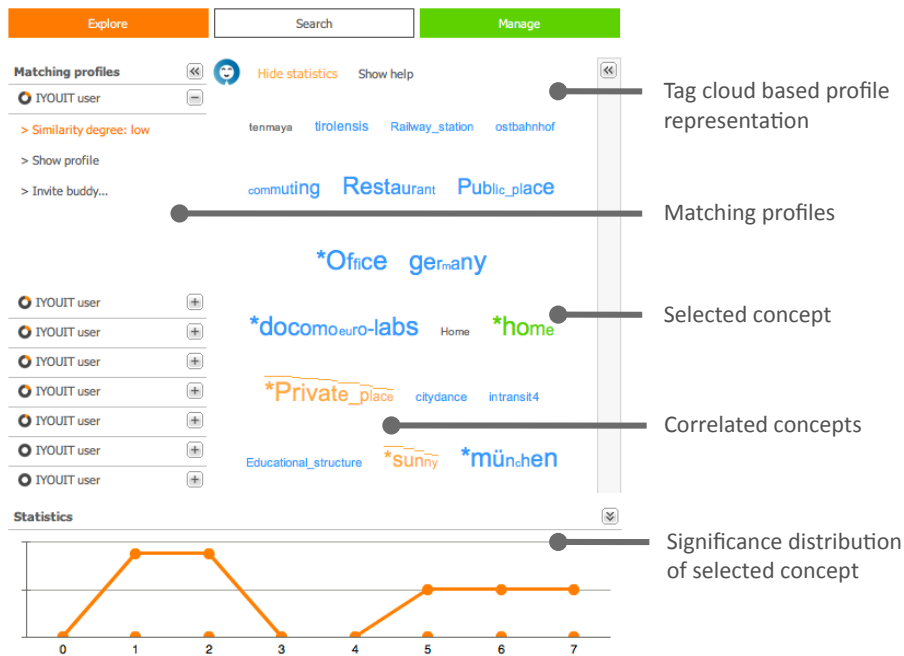 Explore
Search
Manage
Matching profiles
Hide statistics
Show help
IYOUIT user
> Similarity degree: low
> Show profile
> Invite buddy...
IYOUIT user
IYOUIT user
IYOUIT user
IYOUIT user
IYOUIT user
IYOUIT user
IYOUIT user
tenmaya tirolensis Railway_station ostbahnhof
commuting Restaurant Public_place
*Office germany
*docomoeuro-labs Home *home
*Private_place citydance intransit4
Educational_structure *sunny *münchen
Tag cloud based profile
representation
Matching profiles
Selected concept
Correlated concepts
Significance distribution
of selected concept
Statistics
0 1 2 3 4 5 6 7